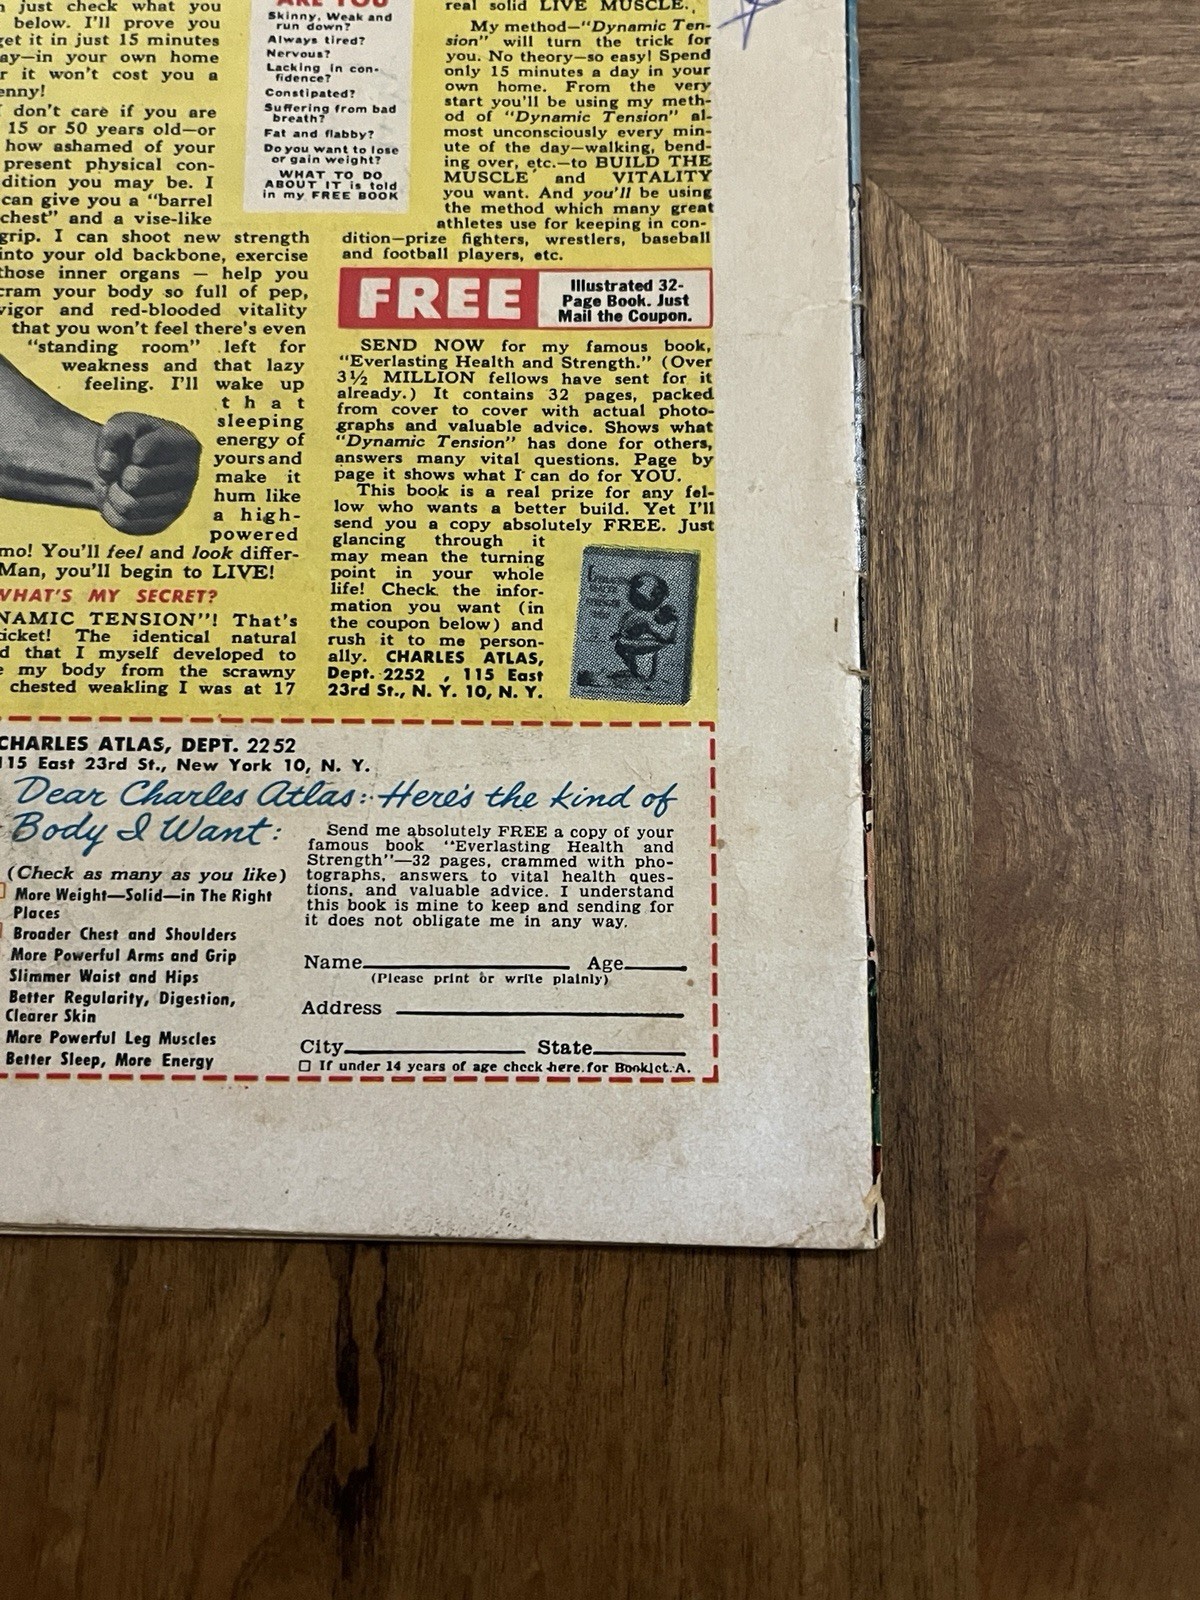 just check what you
below. I'll prove you
get it in just 15 minutes
ay—in your own home
r it won't cost you a
enny!
don't care if you are
15 or 50 years old—or
how ashamed of your
present physical con-
dition you may be. I
can give you a "barrel
chest" and a vise-like
grip. I can shoot new strength
into your old backbone, exercise
those inner organs — help you
cram your body so full of pep,
vigor and red-blooded vitality
that you won't feel there's even
"standing room" left for
weakness and that lazy
feeling. I'll wake up
that
sleeping
energy of
yours and
make it
hum like
a high-
powered
mo! You'll feel and look differ-
Man, you'll begin to LIVE!
WHAT'S MY SECRET?
NAMIC TENSION"! That's
icket! The identical natural
d that I myself developed to
e my body from the scrawny
chested weakling I was at 17
ARE YOU
Skinny, Weak and
run down?
Always tired?
Nervous?
Lacking in con-
fidence?
Constipated?
Suffering from bad
breath?
Fat and flabby?
Do you want to lose
or gain weight?
WHAT TO DO
ABOUT IT is told
in my FREE BOOK
real solid LIVE MUSCLE.
My method—"Dynamic Ten-
sion" will turn the trick for
you. No theory—so easy! Spend
only 15 minutes a day in your
own home. From the very
start you'll be using my meth-
od of "Dynamic Tension" al-
most unconsciously every min-
ute of the day—walking, bend-
ing over, etc.—to BUILD THE
MUSCLE and VITALITY
you want. And you'll be using
the method which many great
athletes use for keeping in con-
dition—prize fighters, wrestlers, baseball
and football players, etc.
FREE
Illustrated 32-
Page Book. Just
Mail the Coupon.
SEND NOW for my famous book,
"Everlasting Health and Strength." (Over
3½ MILLION fellows have sent for it
already.) It contains 32 pages, packed
from cover to cover with actual photo-
graphs and valuable advice. Shows what
"Dynamic Tension" has done for others,
answers many vital questions. Page by
page it shows what I can do for YOU.
This book is a real prize for any fel-
low who wants a better build. Yet I'll
send you a copy absolutely FREE. Just
glancing through it
may mean the turning
point in your whole
life! Check the infor-
mation you want (in
the coupon below) and
rush it to me person-
ally. CHARLES ATLAS,
Dept. 2252 , 115 East
23rd St., N. Y. 10, N. Y.
CHARLES ATLAS, DEPT. 2252
115 East 23rd St., New York 10, N. Y.
Dear Charles Atlas: Here's the kind of
Body I Want:
(Check as many as you like)
More Weight—Solid—in The Right
Places
Broader Chest and Shoulders
More Powerful Arms and Grip
Slimmer Waist and Hips
Better Regularity, Digestion,
Clearer Skin
More Powerful Leg Muscles
Better Sleep, More Energy
Send me absolutely FREE a copy of your
famous book "Everlasting Health and
Strength"—32 pages, crammed with pho-
tographs, answers to vital health ques-
tions, and valuable advice. I understand
this book is mine to keep and sending for
it does not obligate me in any way.
Name Age
(Please print or write plainly)
Address
City State
If under 14 years of age check here for Booklet A.